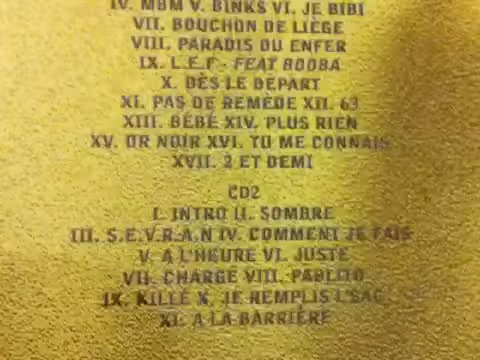 IV. MBM V. BINKS VI. JE BIBI
VII. BOUCHON DE LIÈGE
VIII. PARADIS OU ENFER
IX. L.E.F - FEAT BOOBA
X. DÈS LE DÉPART
XI. PAS DE REMÈDE XII. 63
XIII. BÉBÉ XIV. PLUS RIEN
XV. OR NOIR XVI. TU ME CONNAIS
XVII. 2 ET DEMI
CD2
I. INTRO II. SOMBRE
III. S.E.V.R.A.N IV. COMMENT JE FAIS
V. A L'HEURE VI. JUSTE
VII. CHARGE VIII. PABLITO
IX. KILLÉ X. JE REMPLIS L'SAC
XI. A LA BARRIÈRE